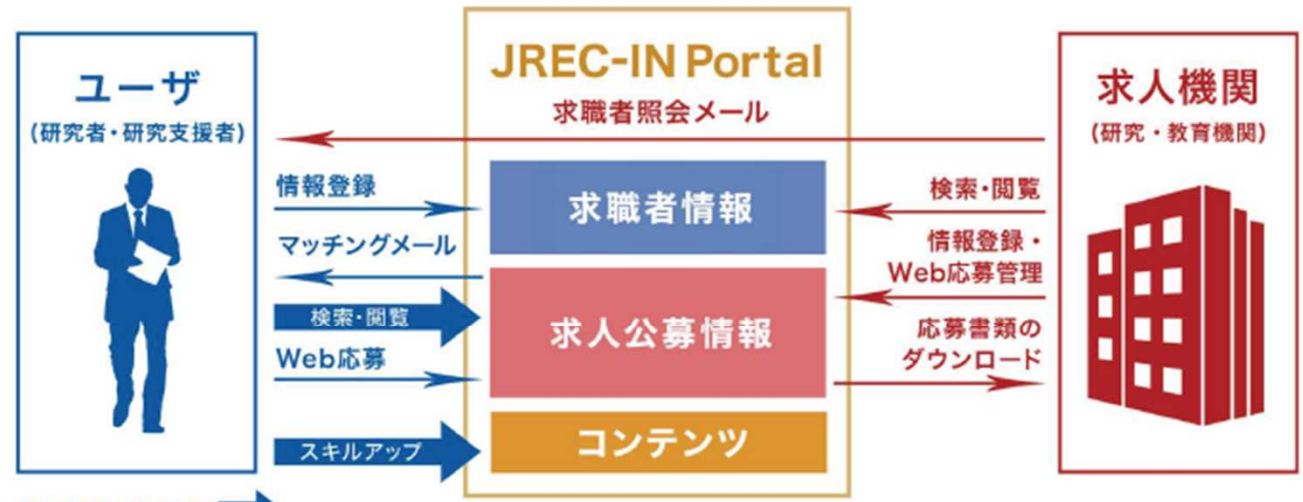 ユーザ
(研究者・研究支援者)
情報登録
マッチングメール
検索・閲覧
Web応募
スキルアップ
JREC-IN Portal
求職者照会メール
求職者情報
求人公募情報
コンテンツ
求人機関
(研究・教育機関)
検索・閲覧
情報登録・
Web応募管理
応募書類の
ダウンロード